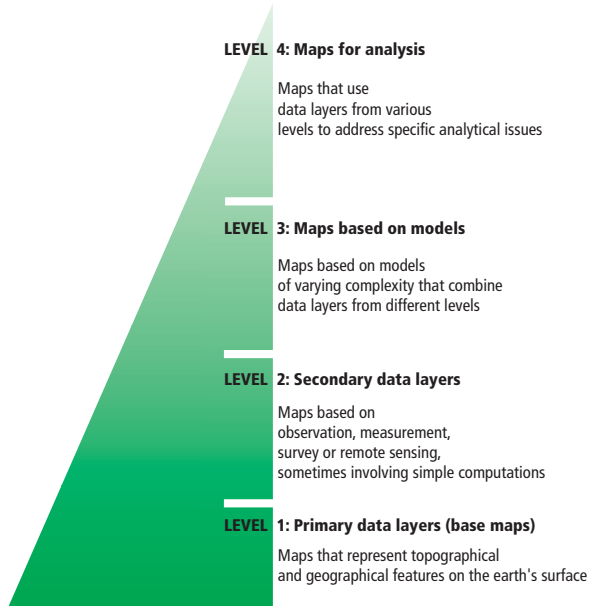 LEVEL 4: Maps for analysis
Maps that use
data layers from various
levels to address specific analytical issues
LEVEL 3: Maps based on models
Maps based on models
of varying complexity that combine
data layers from different levels
LEVEL 2: Secondary data layers
Maps based on
observation, measurement,
survey or remote sensing,
sometimes involving simple computations
LEVEL 1: Primary data layers (base maps)
Maps that represent topographical
and geographical features on the earth's surface